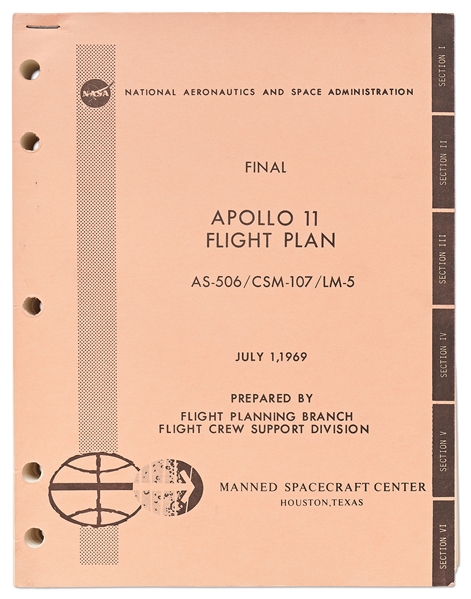 NASA
NATIONAL AERONAUTICS AND SPACE ADMINISTRATION
FINAL
APOLLO 11
FLIGHT PLAN
AS-506/CSM-107/LM-5
JULY 1,1969
PREPARED BY
FLIGHT PLANNING BRANCH
FLIGHT CREW SUPPORT DIVISION
MANNED SPACECRAFT CENTER
HOUSTON,TEXAS
SECTION I
SECTION II
SECTION III
SECTION IV
SECTION V
SECTION VI